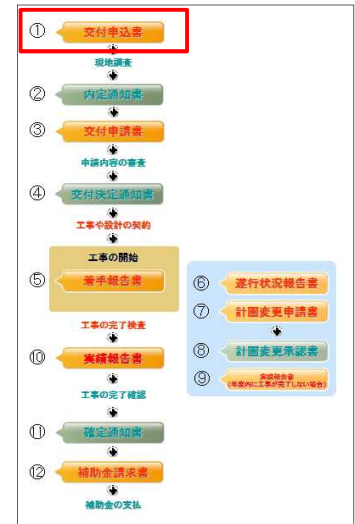 ① 交付申込書
現地調査
② 内定通知書
③ 交付申請書
申請内容の審査
④ 交付決定通知書
工事や設計の契約
工事の開始
⑤ 着手報告書
工事の完了検査
⑩ 実績報告書
工事の完了確認
⑪ 確定通知書
⑫ 補助金請求書
補助金の支払
⑥ 遂行状況報告書
⑦ 計画変更申請書
⑧ 計画変更承認書
⑨ 実績報告書
(年度内に工事が完了しない場合)